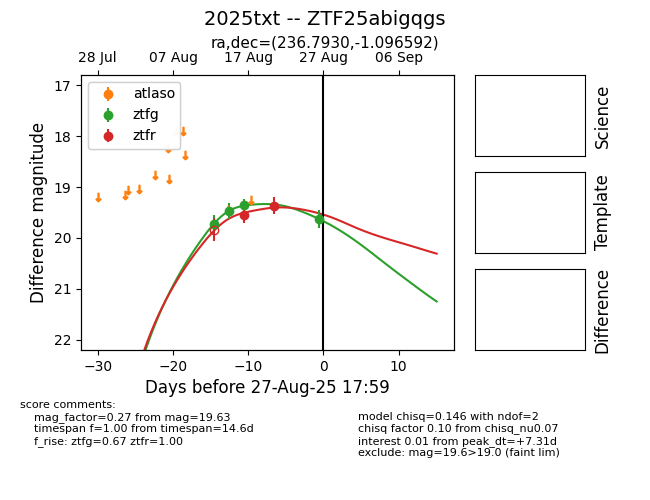 2025txt -- ZTF25abigqgs
ra,dec=(236.7930,-1.096592)
28 Jul 07 Aug 17 Aug 27 Aug 06 Sep
atlaso
ztfg
ztfr
17
18
19
20
21
22
Difference magnitude
−30 −20 −10 0 10
Days before 27-Aug-25 17:59
Science
Template
Difference
score comments:
mag_factor=0.27 from mag=19.63
timespan f=1.00 from timespan=14.6d
f_rise: ztfg=0.67 ztfr=1.00
model chisq=0.146 with ndof=2
chisq factor 0.10 from chisq_nu0.07
interest 0.01 from peak_dt=+7.31d
exclude: mag=19.6>19.0 (faint lim)